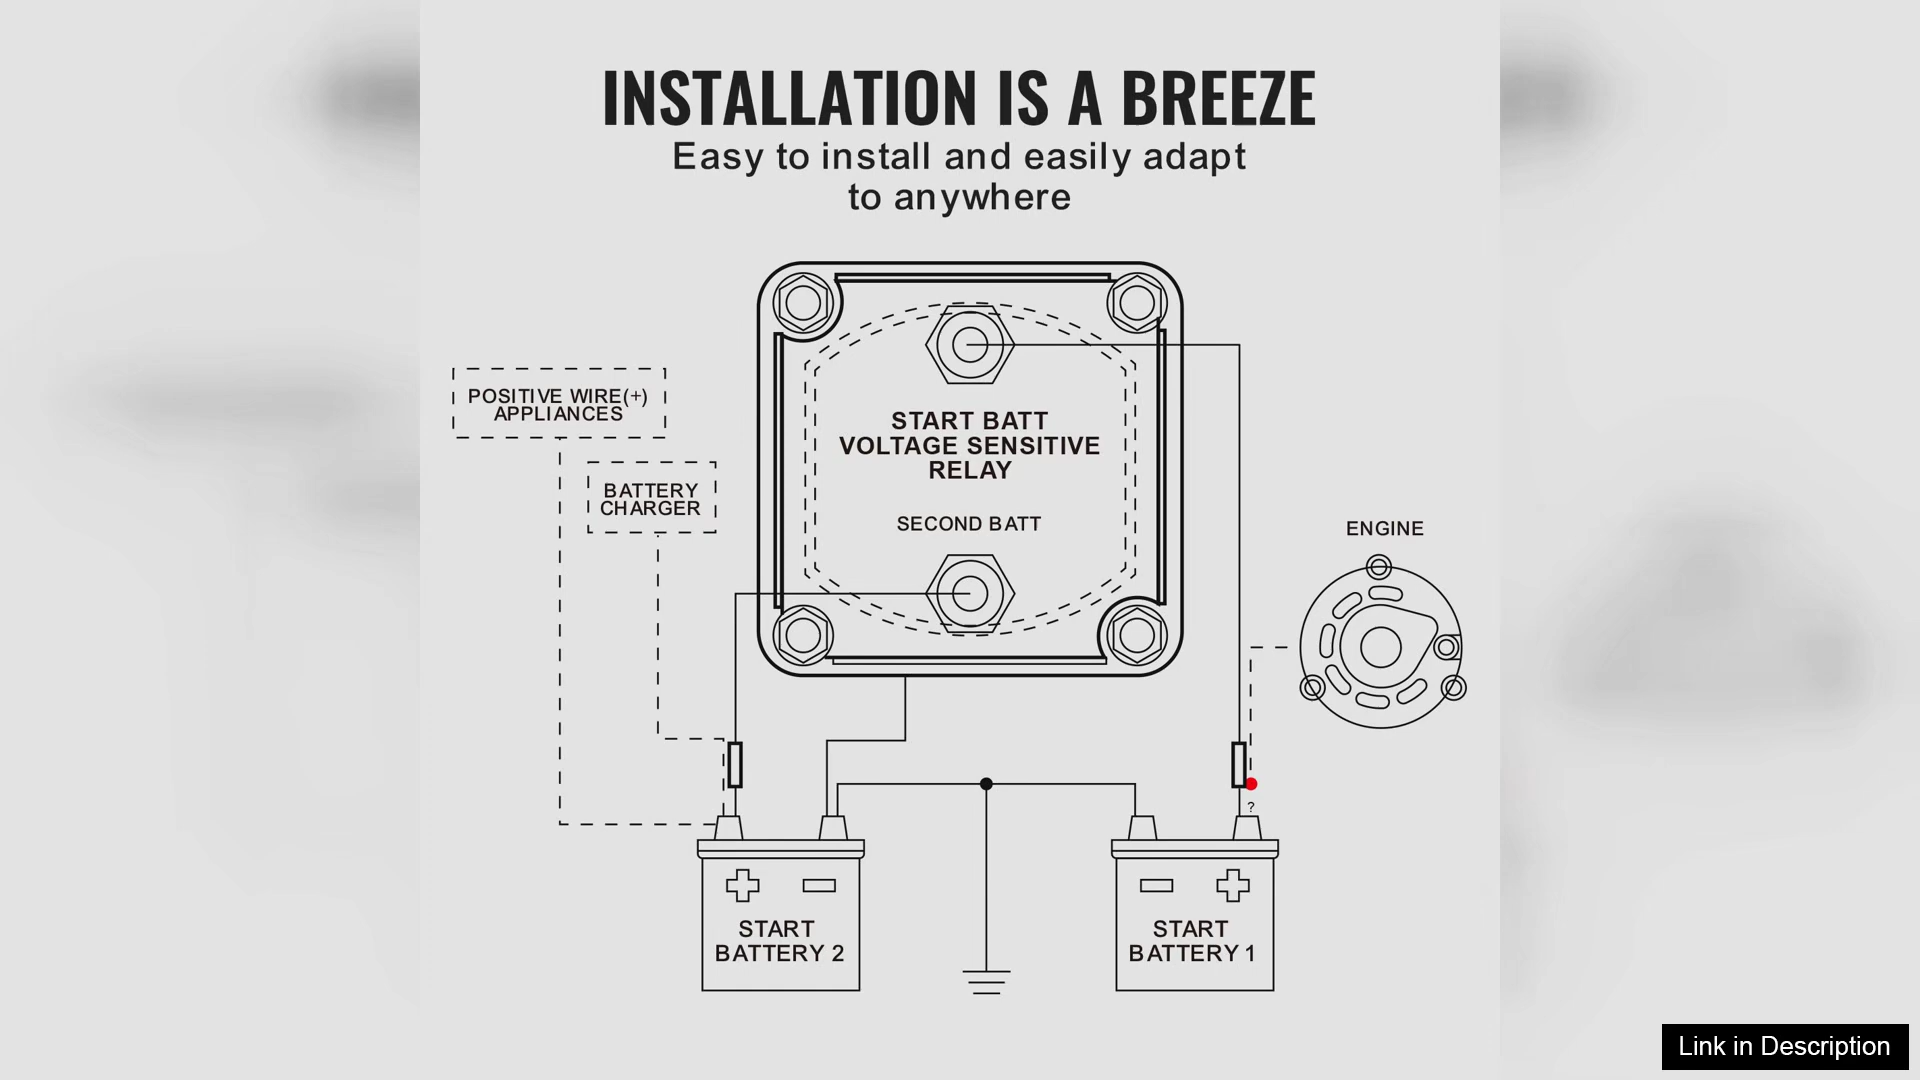 INSTALLATION IS A BREEZE
Easy to install and easily adapt
to anywhere
POSITIVE WIRE(+)
APPLIANCES
BATTERY
CHARGER
START BATT
VOLTAGE SENSITIVE
RELAY
SECOND BATT
ENGINE
?
START
BATTERY 2
START
BATTERY 1
Link in Description